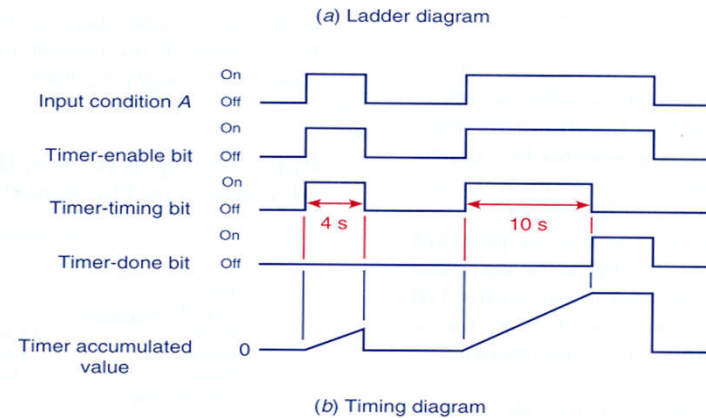 (a) Ladder diagram
On
Input condition A Off
On
Timer-enable bit Off
On
Timer-timing bit Off
4 s 10 s
On
Timer-done bit Off
Timer accumulated value 0
(b) Timing diagram